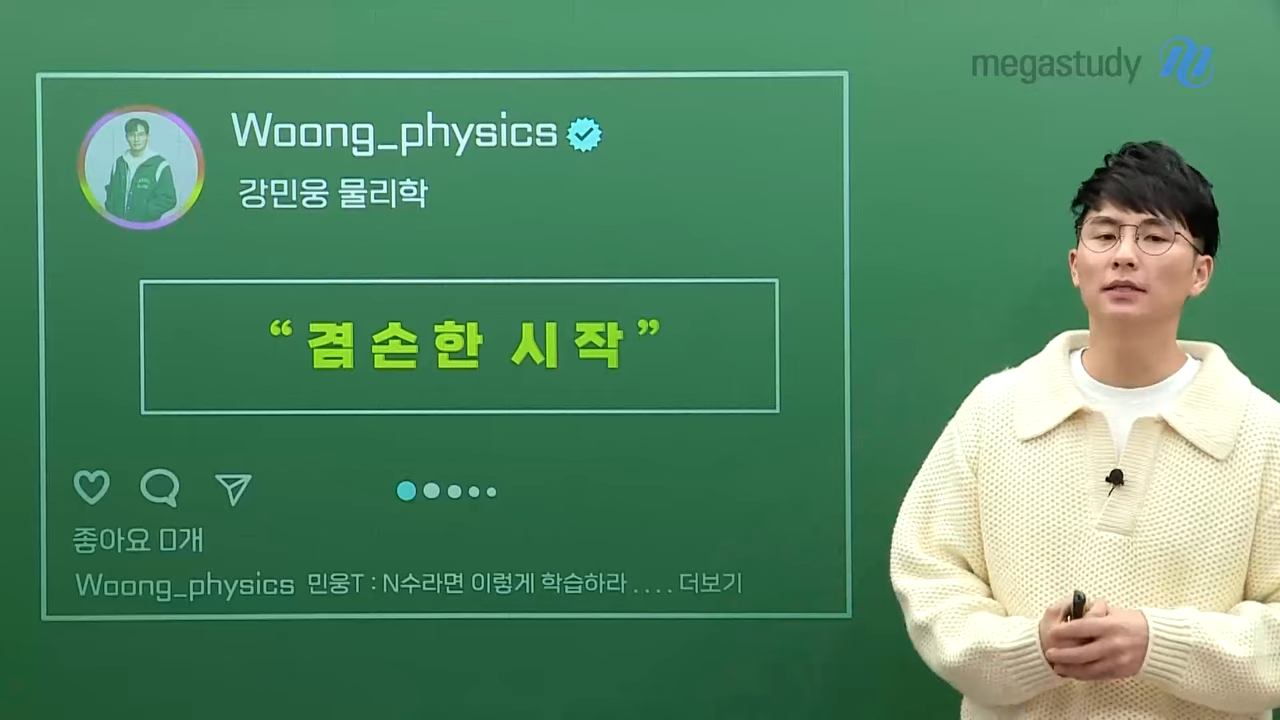 megastudy
Woong_physics
강민웅 물리학
“겸손한 시작”
좋아요 개
Woong_physics 민웅T : N수라면 이렇게 학습하라 . . . . 더보기